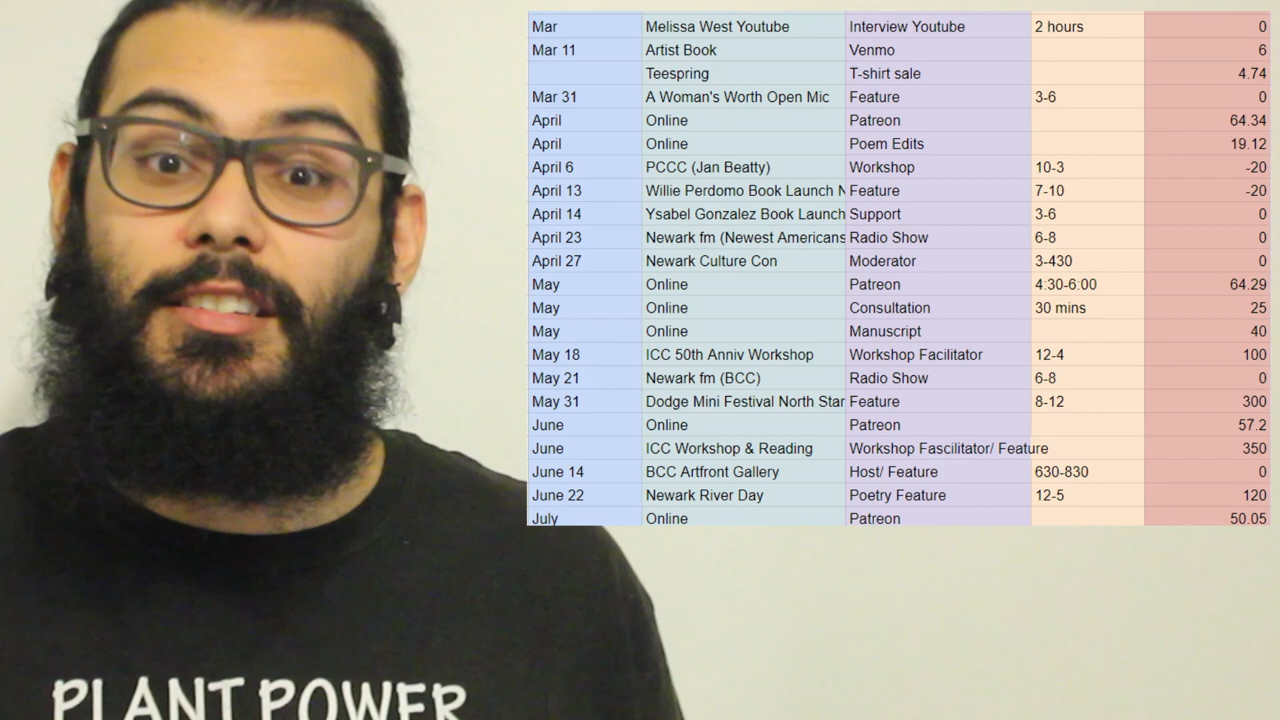 Mar Melissa West Youtube Interview Youtube 2 hours 0
Mar 11 Artist Book Venmo 6
Teespring T-shirt sale 4.74
Mar 31 A Woman's Worth Open Mic Feature 3-6 0
April Online Patreon 64.34
April Online Poem Edits 19.12
April 6 PCCC (Jan Beatty) Workshop 10-3 -20
April 13 Willie Perdomo Book Launch N Feature 7-10 -20
April 14 Ysabel Gonzalez Book Launch Support 3-6 0
April 23 Newark fm (Newest Americans Radio Show 6-8 0
April 27 Newark Culture Con Moderator 3-430 0
May Online Patreon 4:30-6:00 64.29
May Online Consultation 30 mins 25
May Online Manuscript 40
May 18 ICC 50th Anniv Workshop Workshop Facilitator 12-4 100
May 21 Newark fm (BCC) Radio Show 6-8 0
May 31 Dodge Mini Festival North Star Feature 8-12 300
June Online Patreon 57.2
June ICC Workshop & Reading Workshop Fascilitator/ Feature 350
June 14 BCC Artfront Gallery Host/ Feature 630-830 0
June 22 Newark River Day Poetry Feature 12-5 120
July Online Patreon 50.05
PLANT POWER